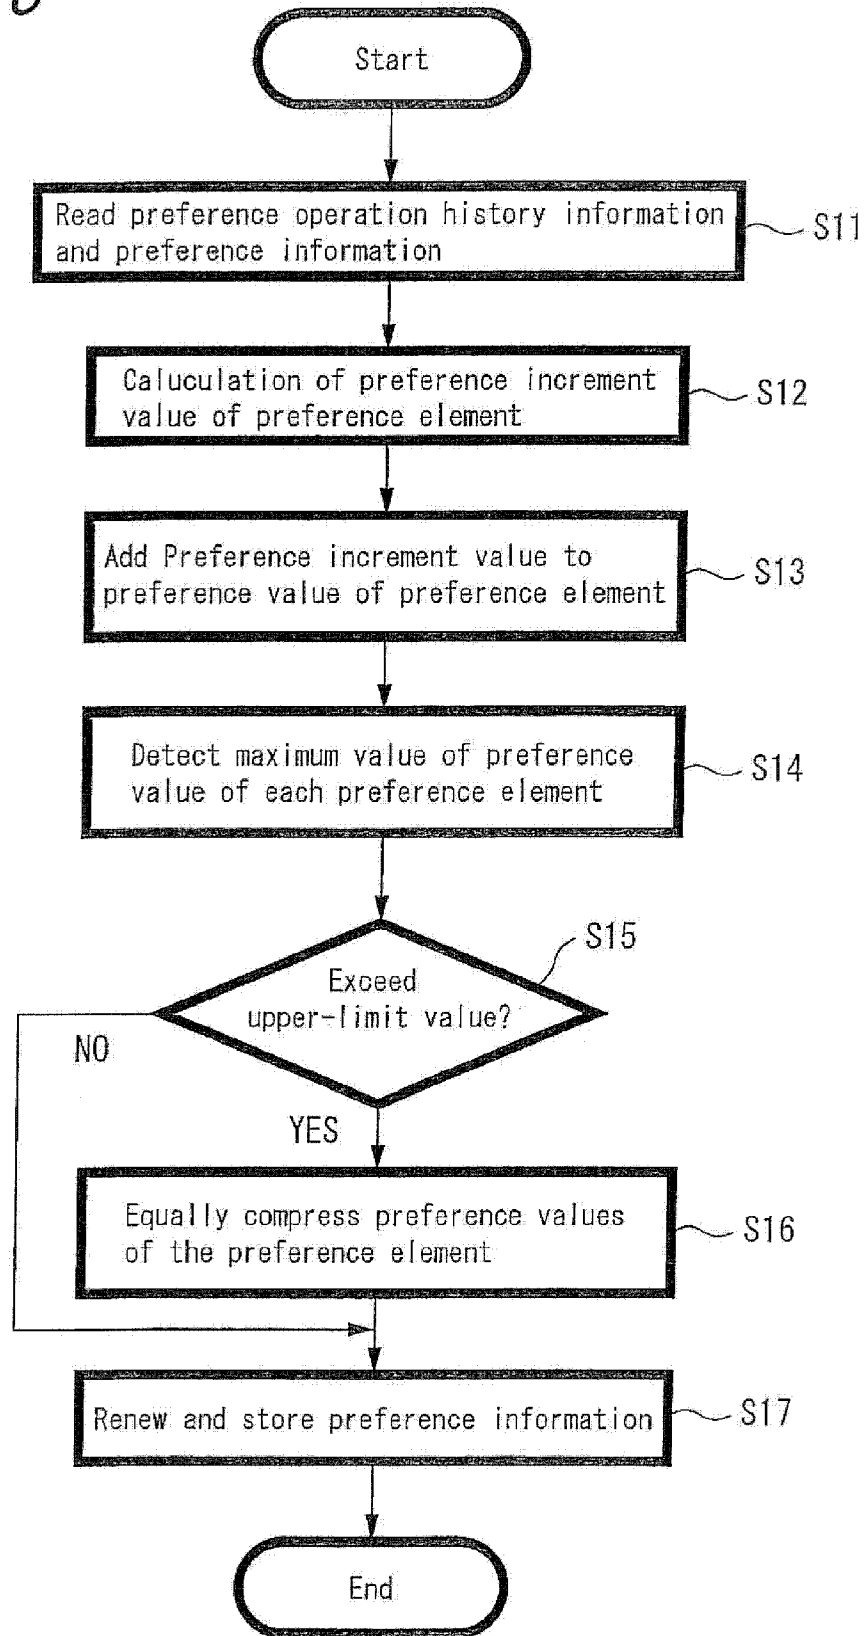 Start
Read preference operation history information
and preference information
S11
Caluculation of preference increment
value of preference element
S12
Add Preference increment value to
preference value of preference element
S13
Detect maximum value of preference
value of each preference element
S14
Exceed
upper-limit value?
S15
NO
YES
Equally compress preference values
of the preference element
S16
Renew and store preference information
S17
End